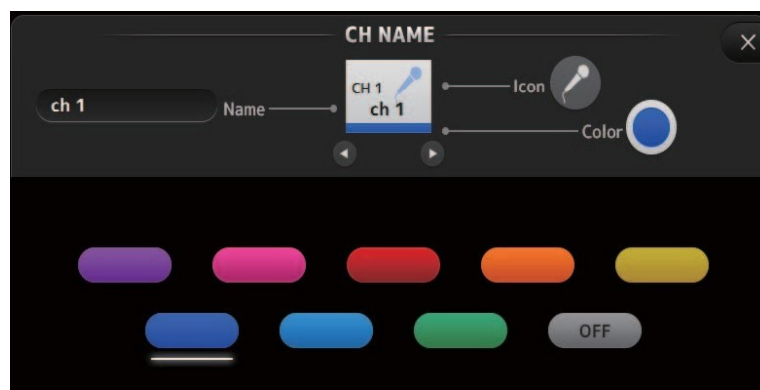 CH NAME
ch 1
Name
CH 1
ch 1
Icon
Color
OFF